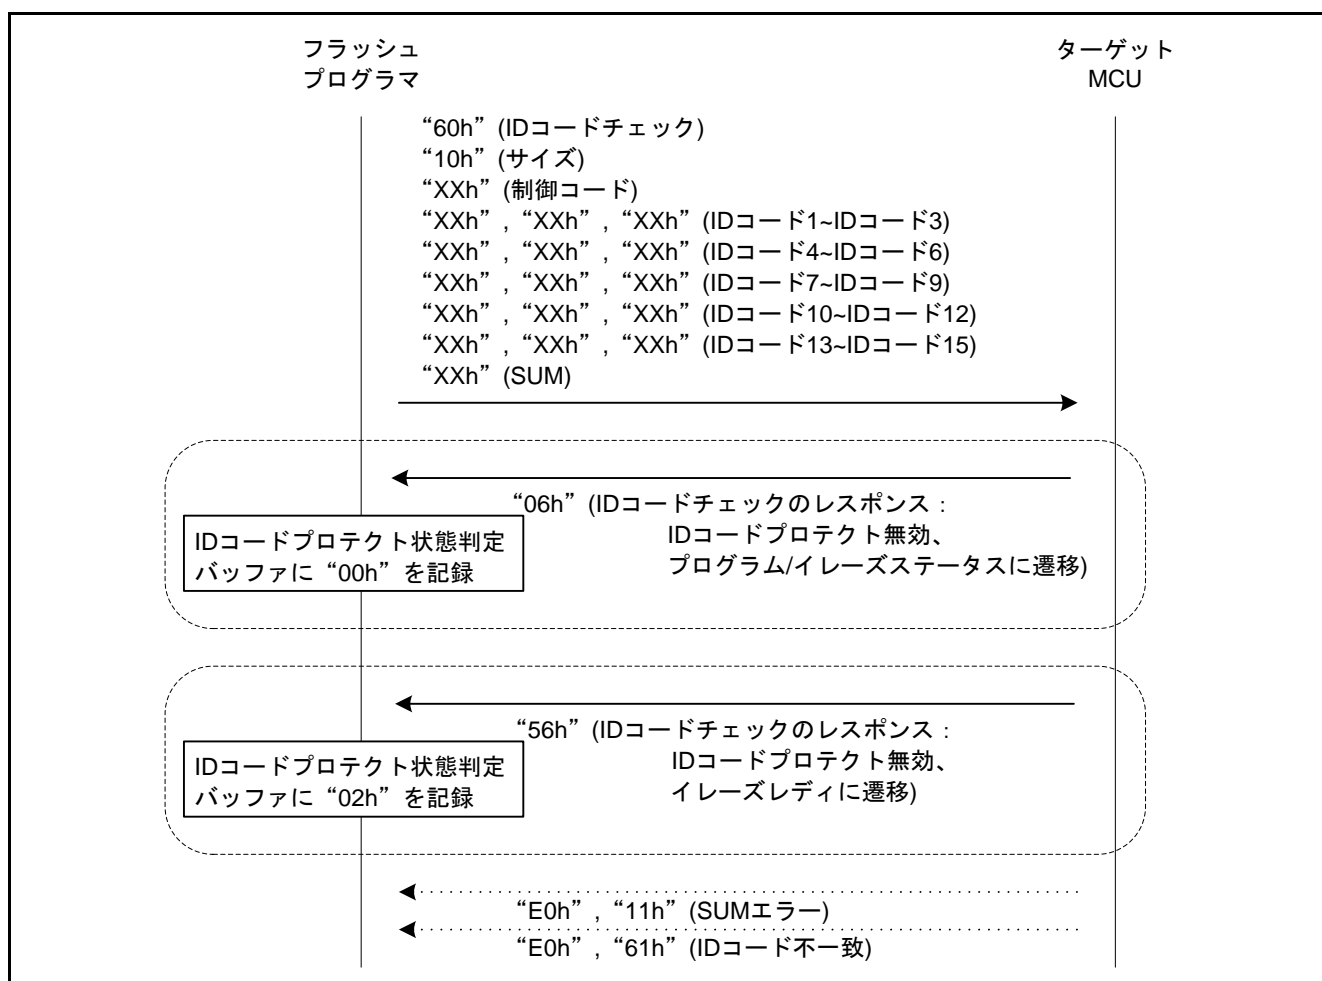 フラッシュ
プログラマ
ターゲット
MCU
“60h” (IDコードチェック)
“10h” (サイズ)
“XXh” (制御コード)
“XXh” , “XXh” , “XXh” (IDコード1~IDコード3)
“XXh” , “XXh” , “XXh” (IDコード4~IDコード6)
“XXh” , “XXh” , “XXh” (IDコード7~IDコード9)
“XXh” , “XXh” , “XXh” (IDコード10~IDコード12)
“XXh” , “XXh” , “XXh” (IDコード13~IDコード15)
“XXh” (SUM)
“06h” (IDコードチェックのレスポンス：
IDコードプロテクト無効、
プログラム/イレーズステータスに遷移)
IDコードプロテクト状態判定
バッファに “00h” を記録
“56h” (IDコードチェックのレスポンス：
IDコードプロテクト無効、
イレーズレディに遷移)
IDコードプロテクト状態判定
バッファに “02h” を記録
“E0h” , “11h” (SUMエラー)
“E0h” , “61h” (IDコード不一致)